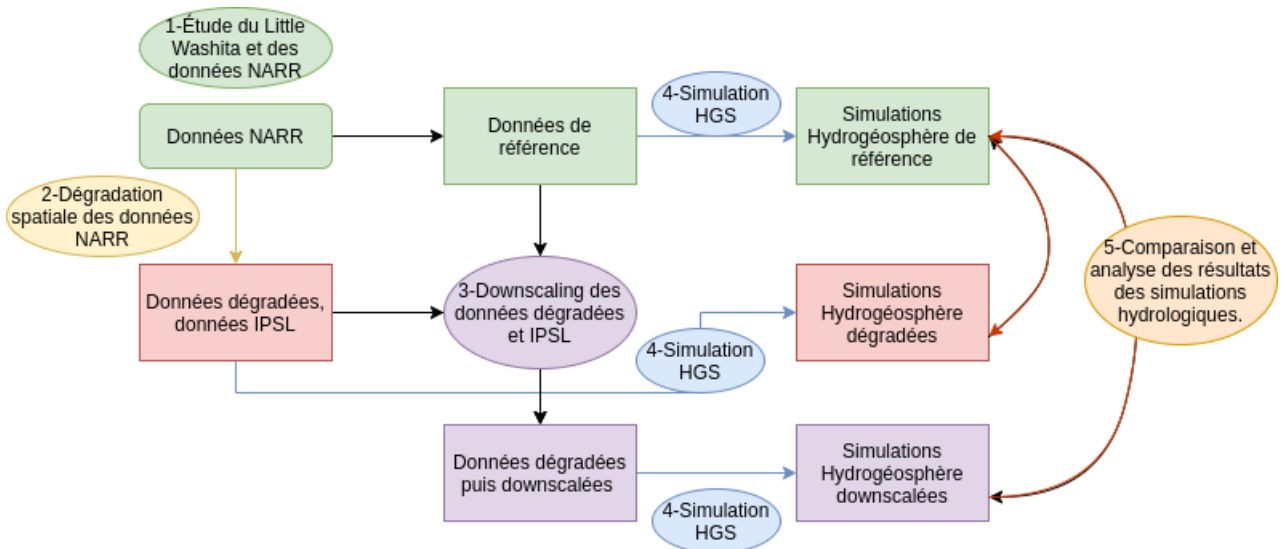 1-Étude du Little
Washita et des
données NARR
Données NARR
Données de
référence
4-Simulation
HGS
Simulations
Hydrogéosphère de
référence
2-Dégradation
spatiale des données
NARR
5-Comparaison et
analyse des résultats
des simulations
hydrologiques.
Données dégradées,
données IPSL
3-Downscaling des
données dégradées
et IPSL
Simulations
Hydrogéosphère
dégradées
4-Simulation
HGS
Données dégradées
puis downscalées
4-Simulation
HGS
Simulations
Hydrogéosphère
downscalées